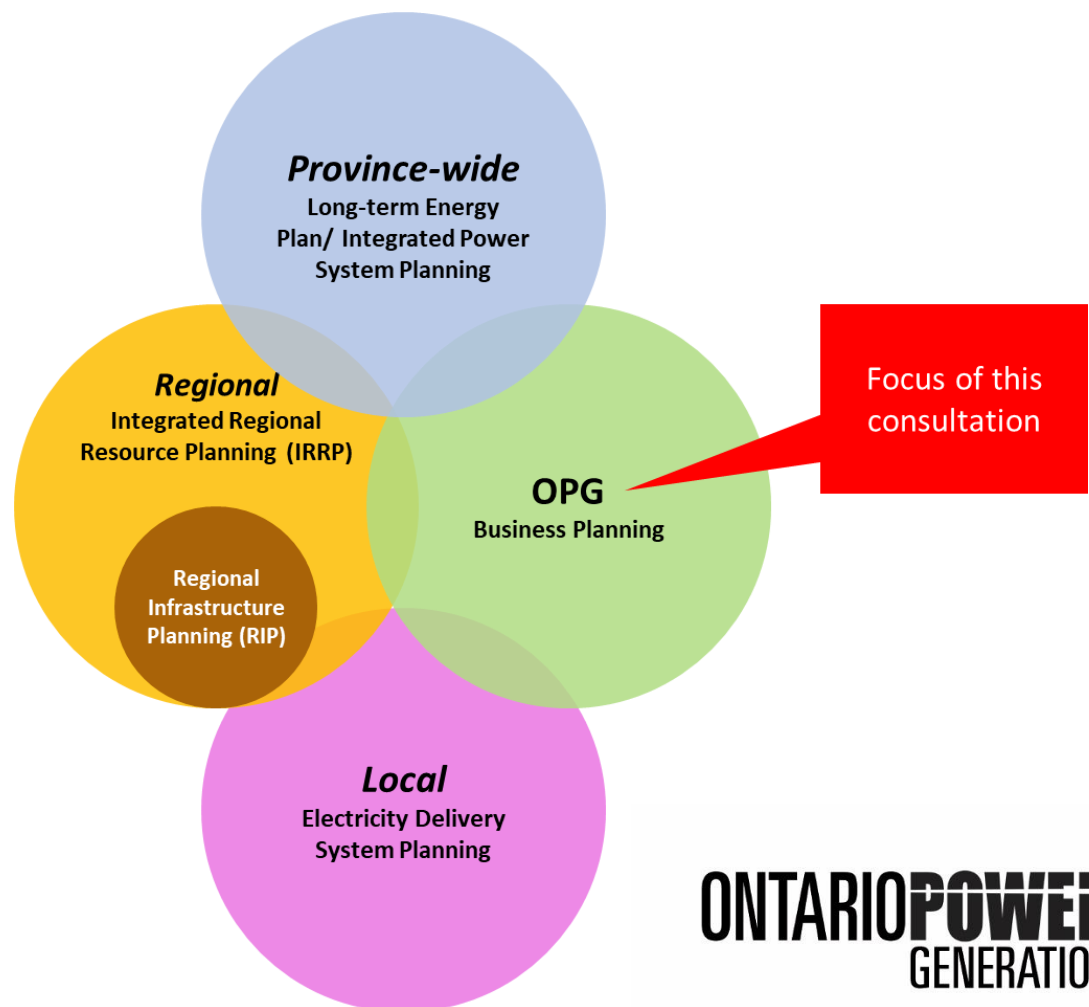 Province-wide
Long-term Energy
Plan/ Integrated Power
System Planning
Regional
Integrated Regional
Resource Planning (IRRP)
Regional
Infrastructure
Planning (RIP)
OPG
Business Planning
Focus of this
consultation
Local
Electricity Delivery
System Planning
ONTARIOPOWER
GENERATIO